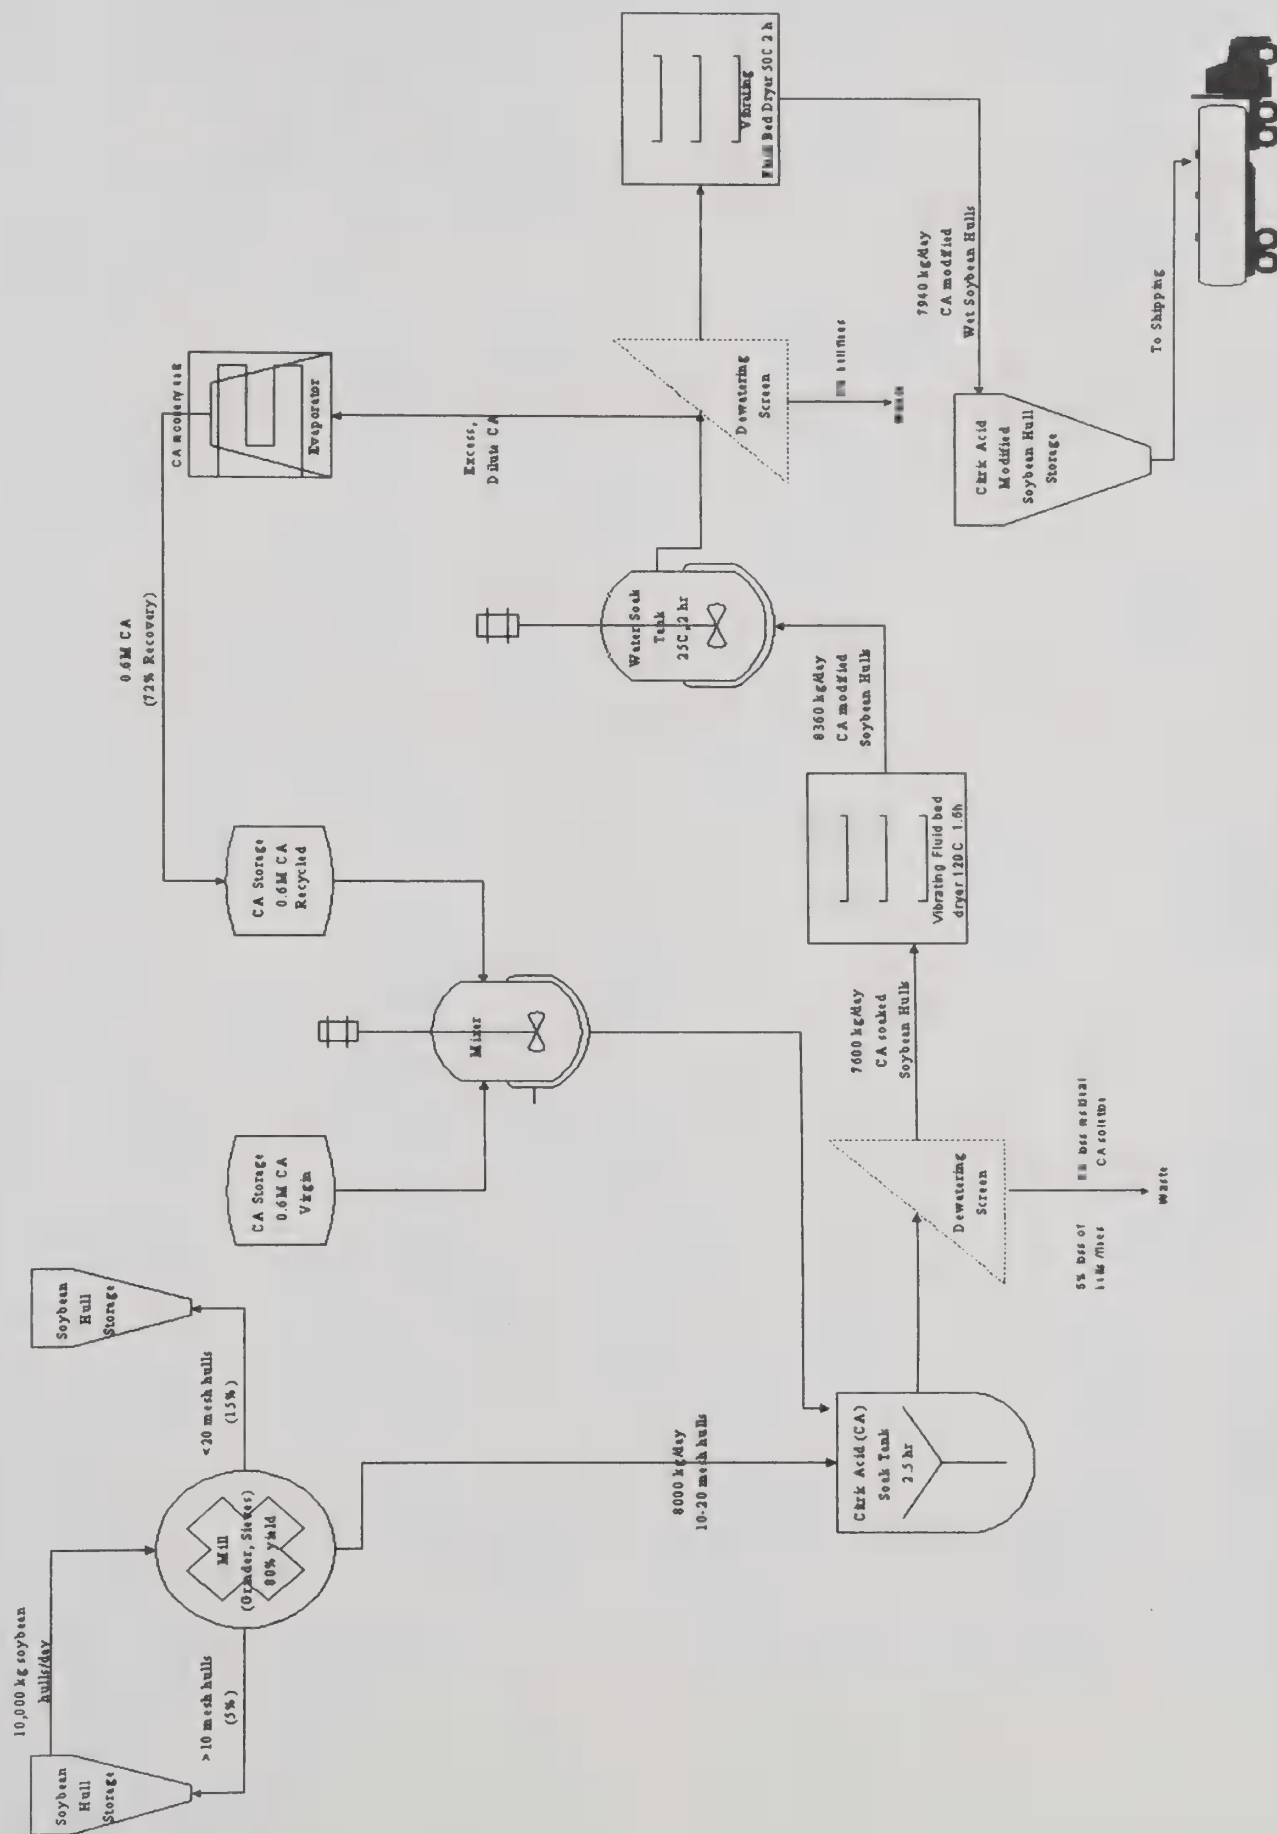 10,000 kg soybean
hulls/day
Soybean
Hull
Storage
>10 mesh hulls
(5%)
Mill
(Grinder, Sieves)
80% yield
<20 mesh hulls
(15%)
Soybean
Hull
Storage
8000 kg/day
10-20 mesh hulls
Citric Acid (CA)
Soak Tank
2.5 hr
CA Storage
0.6M CA
Virgin
Mixer
CA Storage
0.6M CA
Recycled
0.6M CA
(72% Recovery)
Evaporator
Excess,
Dilute CA
Dewatering
Screen
5% loss of
hulls/fines
loss residual
CA solution
Waste
7600 kg/day
CA soaked
Soybean Hulls
Vibrating Fluid bed
dryer 120C 1.5h
8360 kg/day
CA modified
Soybean Hulls
Water Soak
Tank
25C, 2 hr
Dewatering
Screen
Vibrating
Bed Dryer 50C 2 h
7940 kg/day
CA modified
Wet Soybean Hulls
Citric Acid
Modified
Soybean Hull
Storage
To Shipping